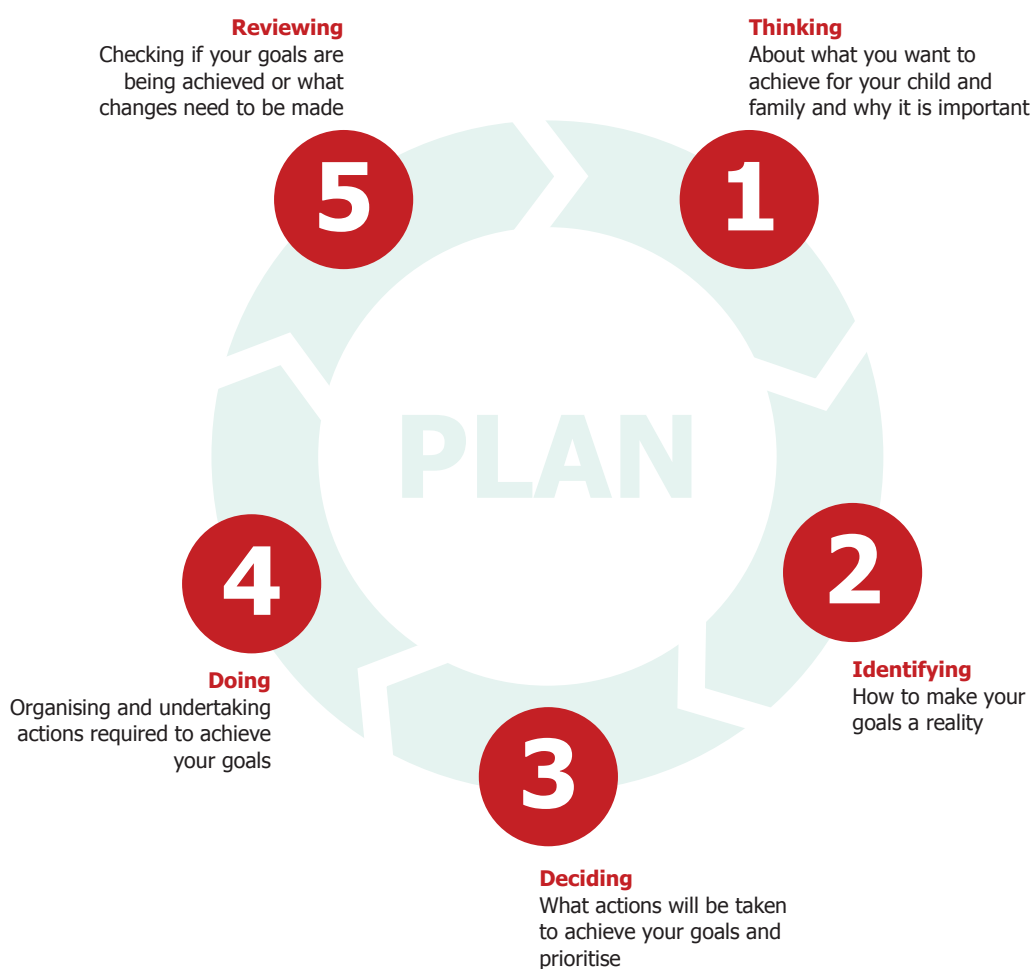 Thinking
About what you want to
achieve for your child and
family and why it is important
1
2
Identifying
How to make your
goals a reality
3
Deciding
What actions will be taken
to achieve your goals and
prioritise
4
Doing
Organising and undertaking
actions required to achieve
your goals
Reviewing
Checking if your goals are
being achieved or what
changes need to be made
5
PLAN